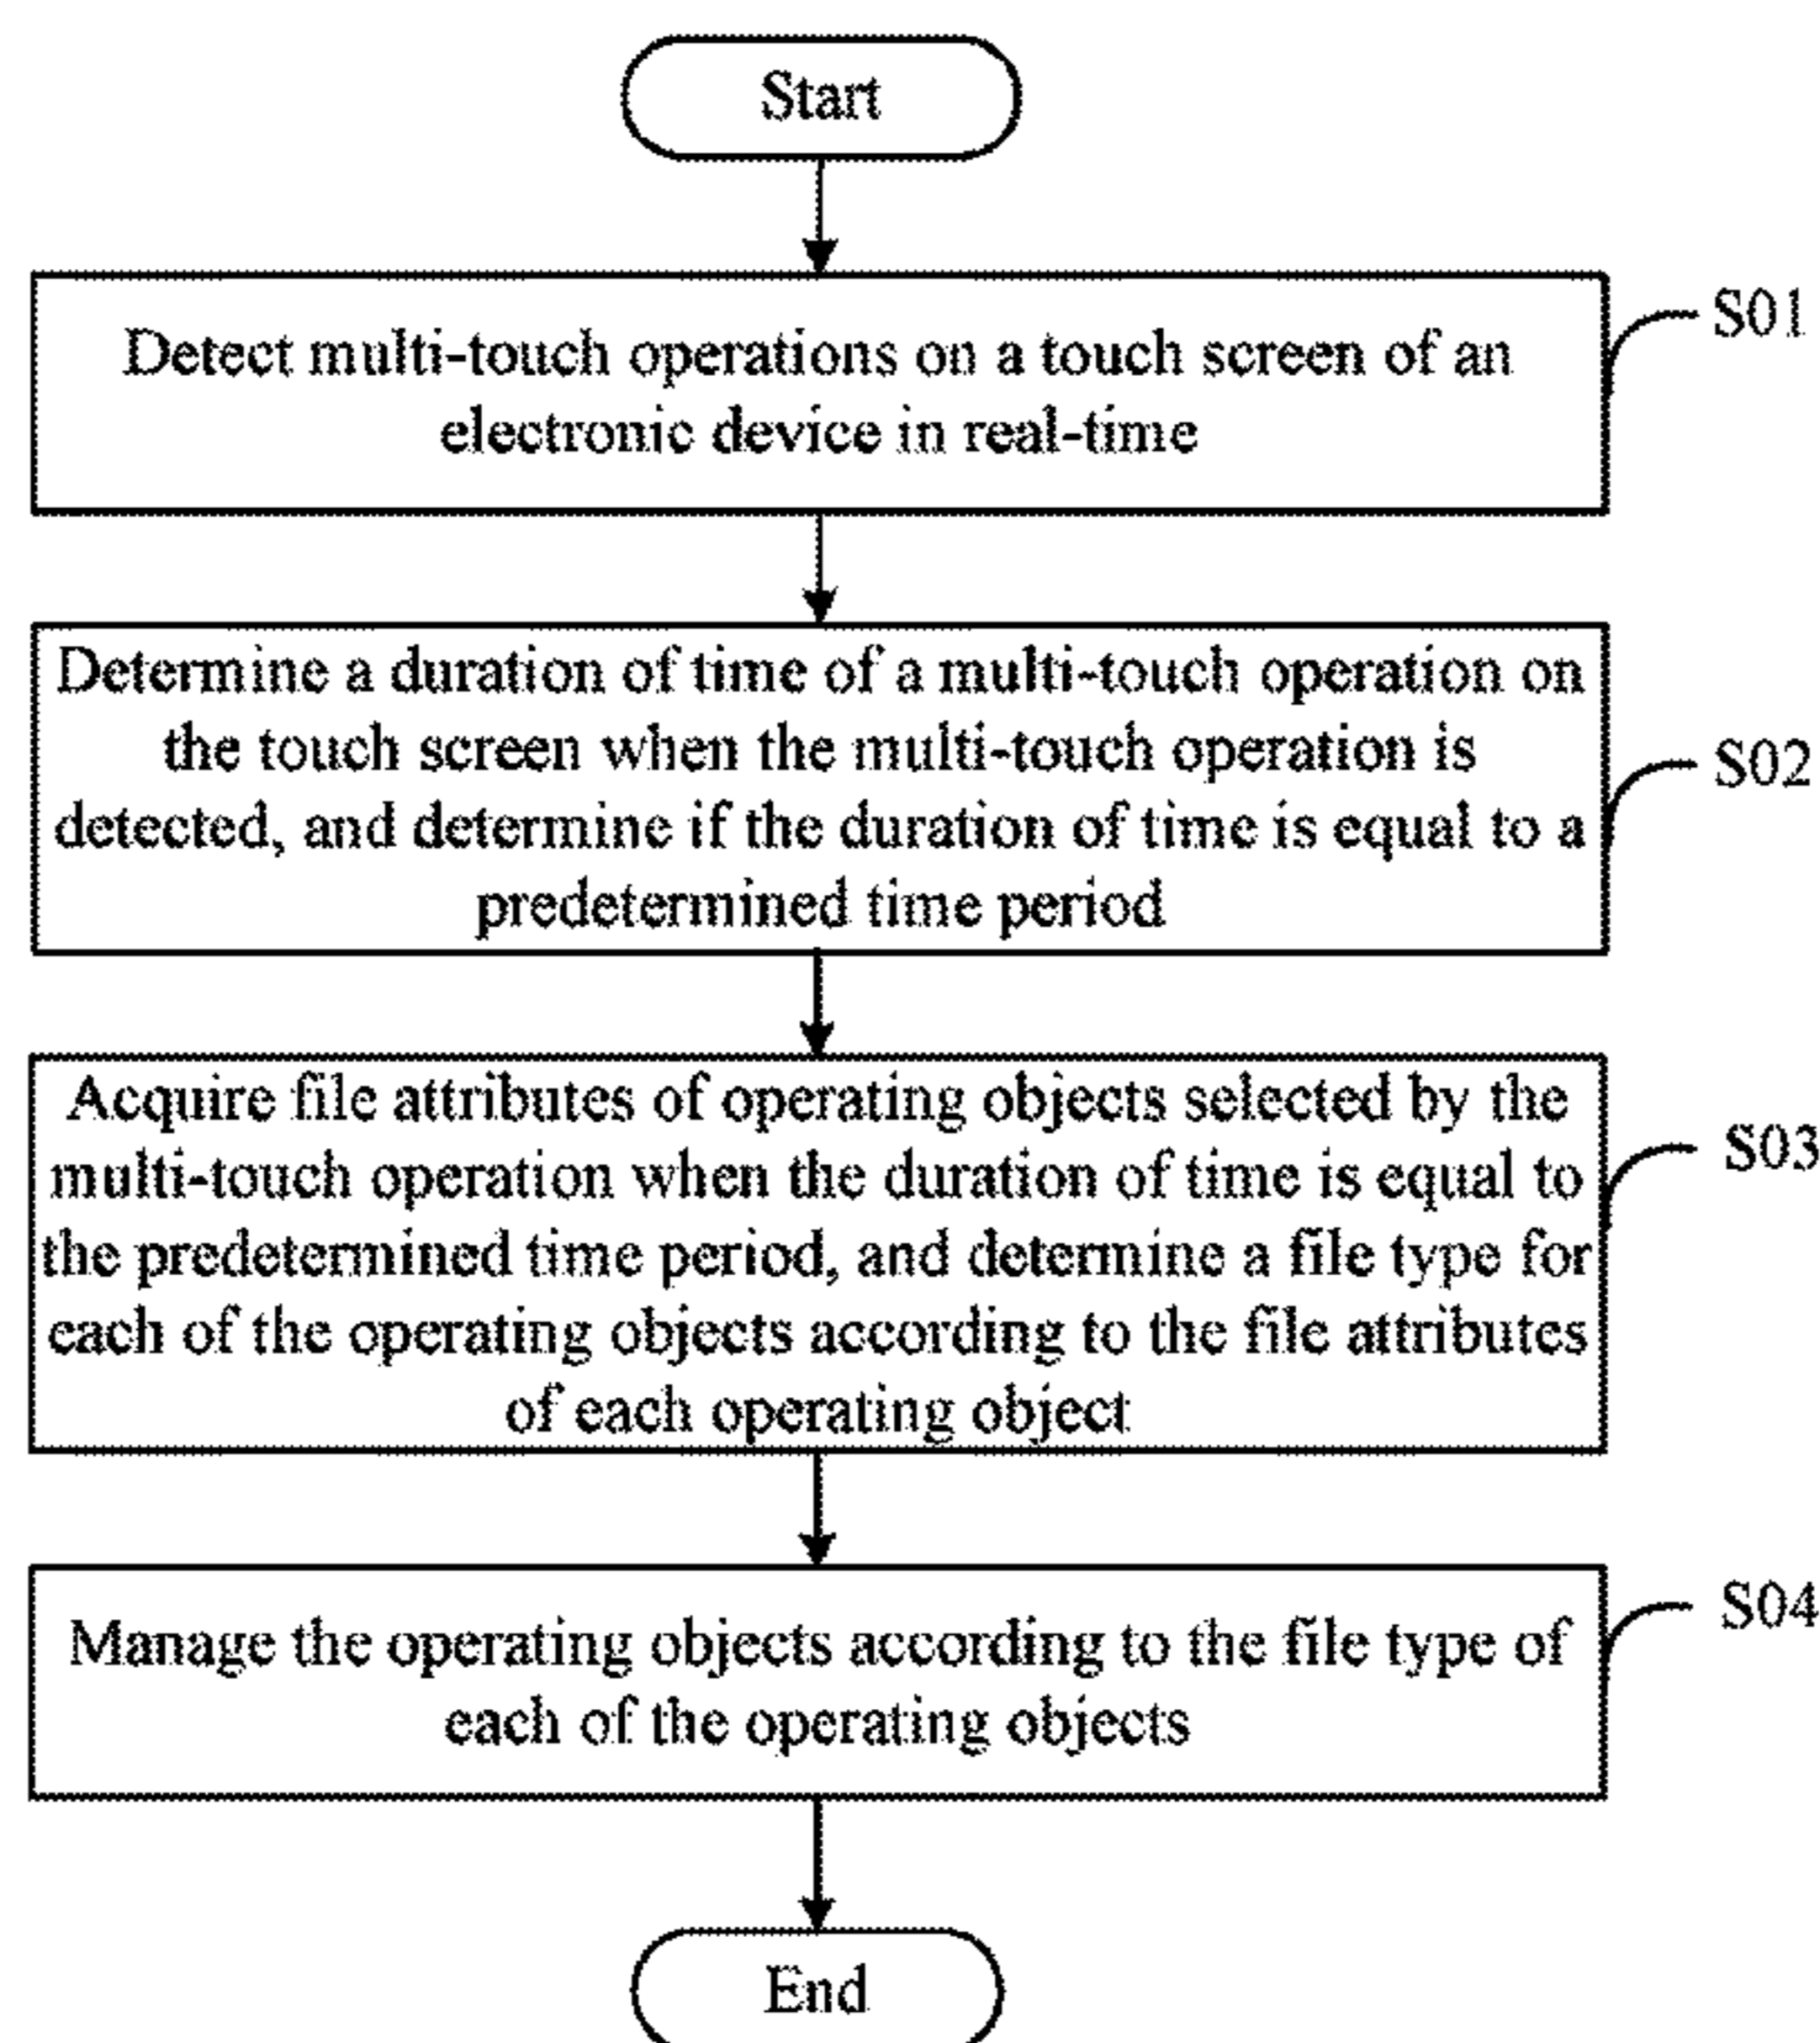 Start
Detect multi-touch operations on a touch screen of an
electronic device in real-time
S01
Determine a duration of time of a multi-touch operation on
the touch screen when the multi-touch operation is
detected, and determine if the duration of time is equal to a
predetermined time period
S02
Acquire file attributes of operating objects selected by the
multi-touch operation when the duration of time is equal to
the predetermined time period, and determine a file type for
each of the operating objects according to the file attributes
of each operating object
S03
Manage the operating objects according to the file type of
each of the operating objects
S04
End